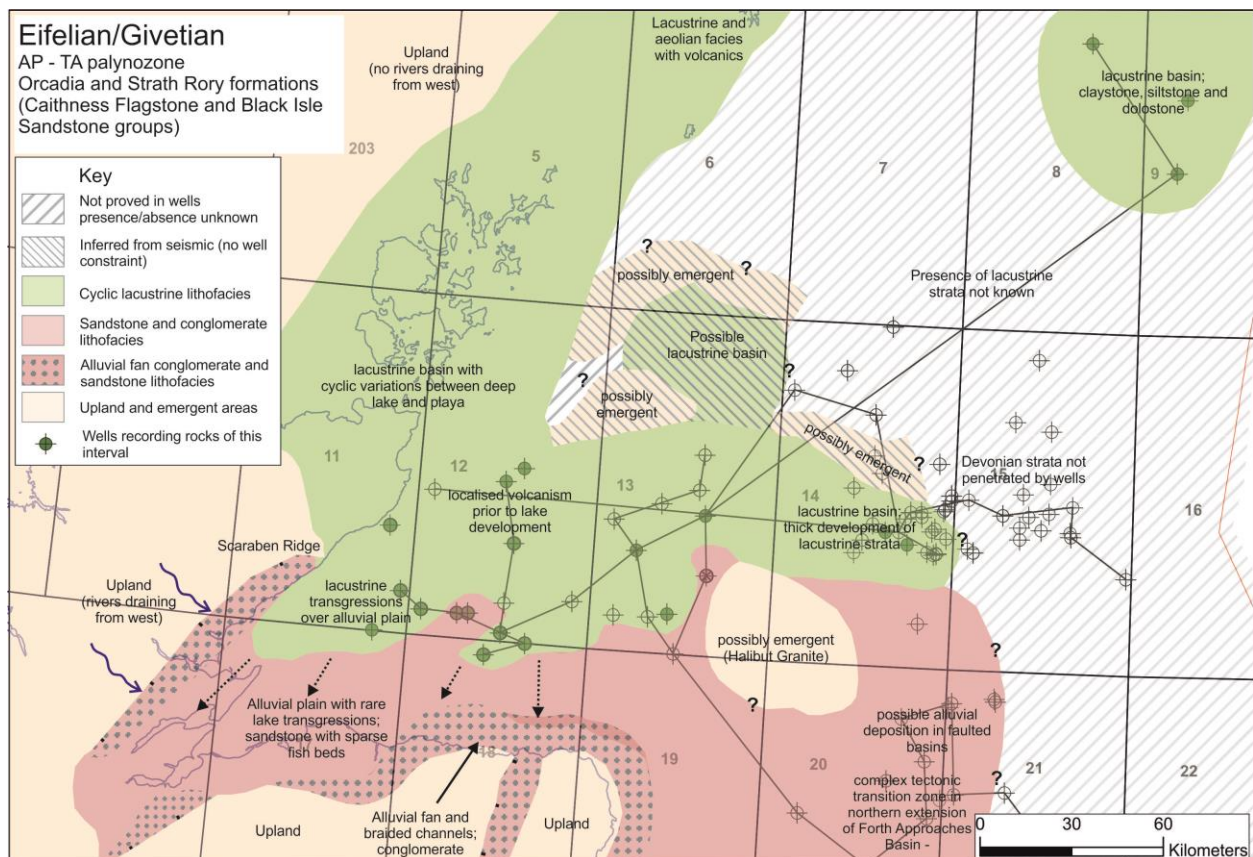 Eifelian/Givetian
AP - TA palynozone
Orcadia and Strath Rory formations
(Caithness Flagstone and Black Isle
Sandstone groups)
Key
Not proved in wells
presence/absence unknown
Inferred from seismic (no well
constraint)
Cyclic lacustrine lithofacies
Sandstone and conglomerate
lithofacies
Alluvial fan conglomerate and
sandstone lithofacies
Upland and emergent areas
Wells recording rocks of this
interval
Upland
(no rivers draining
from west)
Lacustrine and
aeolian facies
with volcanics
lacustrine basin;
claystone, siltstone and
dolostone
203
5
6
7
8
9
?
?
possibly emergent
Presence of lacustrine
strata not known
Possible
lacustrine basin
lacustrine basin with
cyclic variations between deep
lake and playa
?
?
possibly
emergent
possibly emergent
?
11
12
13
14
15
16
localised volcanism
prior to lake
development
lacustrine basin;
thick development of
lacustrine strata
Devonian strata not
penetrated by wells
?
Scaraben Ridge
Upland
(rivers draining
from west)
lacustrine
transgressions
over alluvial plain
possibly emergent
(Halibut Granite)
?
?
Alluvial plain with rare
lake transgressions;
sandstone with sparse
fish beds
possible alluvial
deposition in faulted
basins
18
19
20
21
22
?
complex tectonic
transition zone in
northern extension
of Forth Approaches
Basin -
Upland
Alluvial fan and
braided channels;
conglomerate
Upland
0
30
60
Kilometers